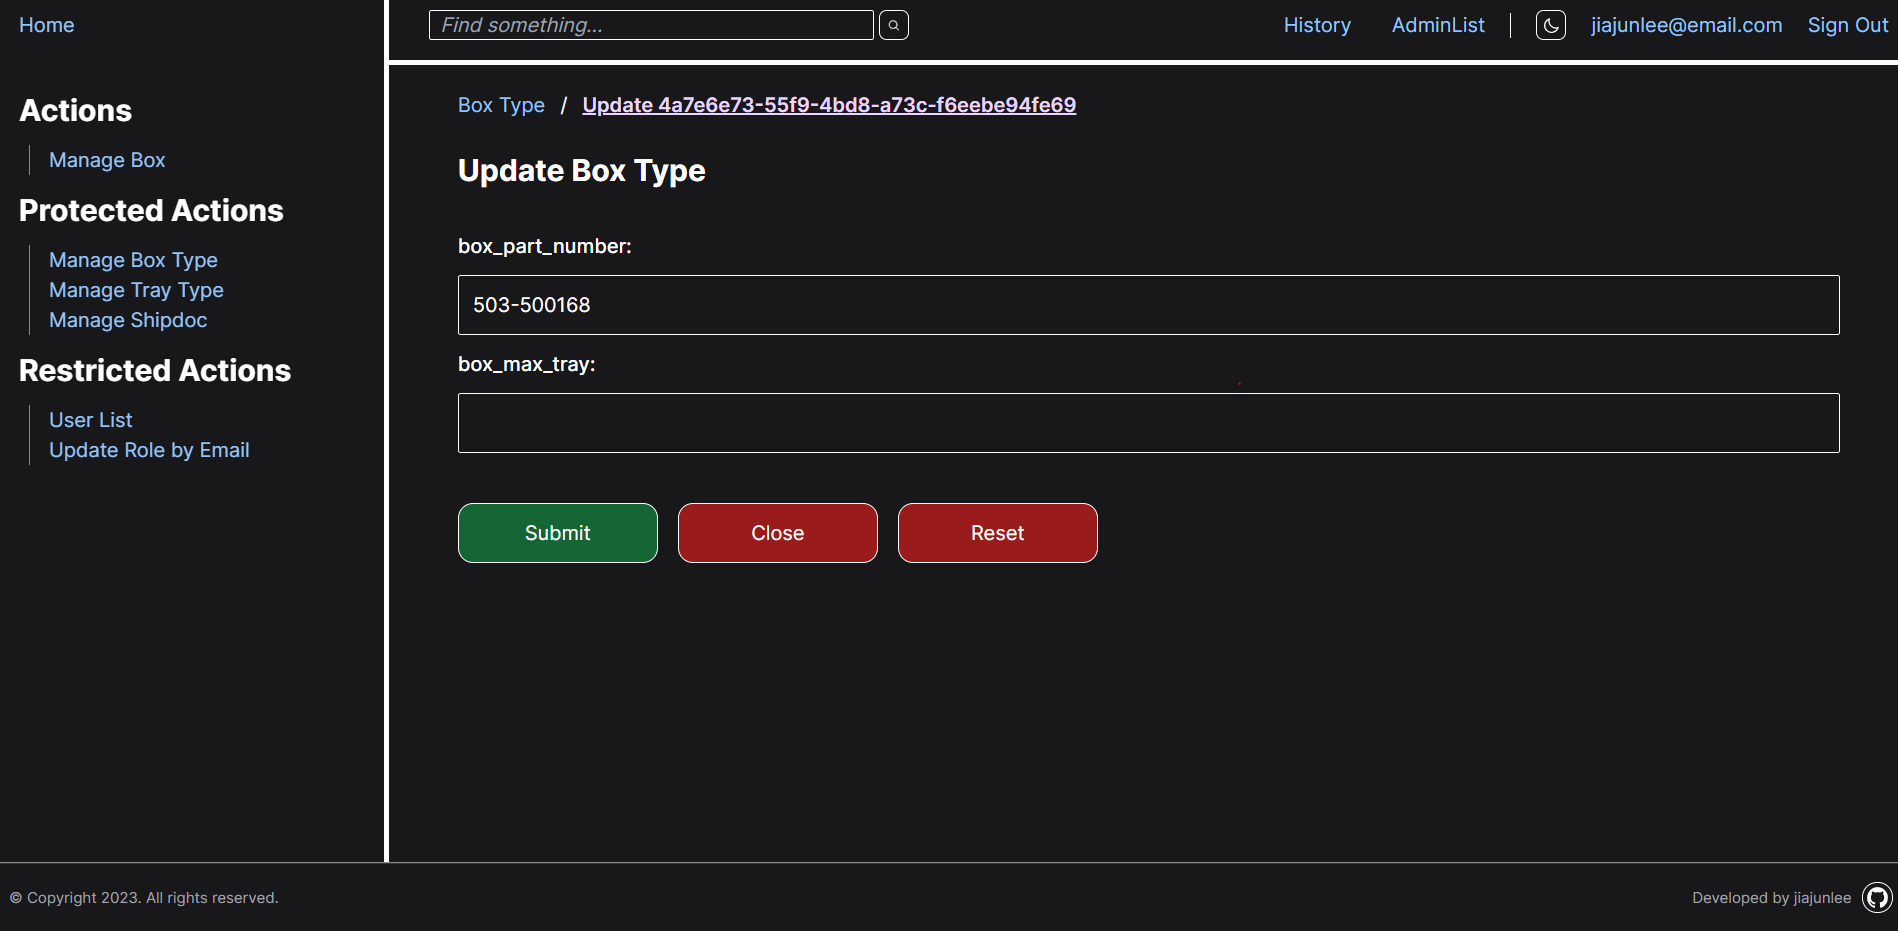 Home
Find something...
History AdminList | jiajunlee@email.com Sign Out
Actions
Manage Box
Protected Actions
Manage Box Type
Manage Tray Type
Manage Shipdoc
Restricted Actions
User List
Update Role by Email
Box Type / Update 4a7e6e73-55f9-4bd8-a73c-f6eebe94fe69
Update Box Type
box_part_number:
503-500168
box_max_tray:
Submit Close Reset
© Copyright 2023. All rights reserved.
Developed by jiajunlee